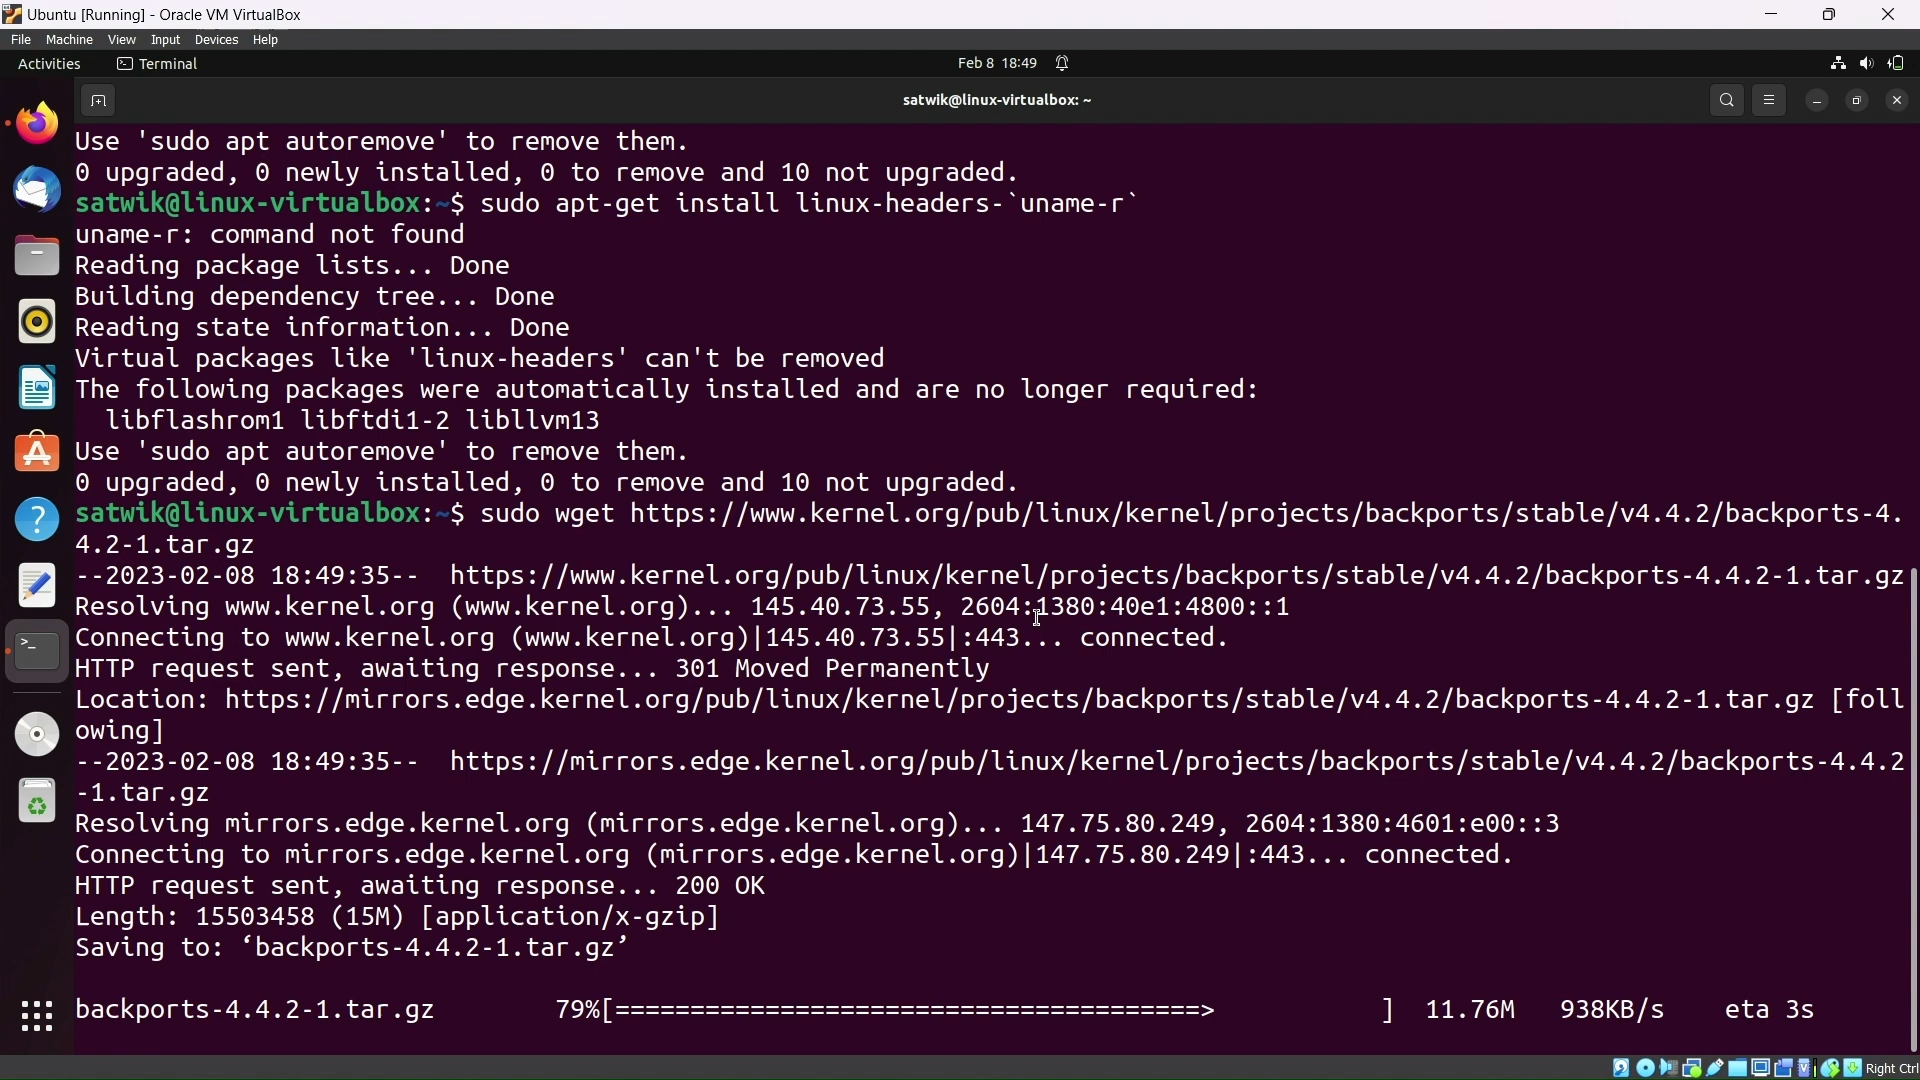 Ubuntu [Running] - Oracle VM VirtualBox
File Machine View Input Devices Help
Activities Terminal Feb 8 18:49
satwik@linux-virtualbox: ~
Use 'sudo apt autoremove' to remove them.
0 upgraded, 0 newly installed, 0 to remove and 10 not upgraded.
satwik@linux-virtualbox:~$ sudo apt-get install linux-headers-`uname-r`
uname-r: command not found
Reading package lists... Done
Building dependency tree... Done
Reading state information... Done
Virtual packages like 'linux-headers' can't be removed
The following packages were automatically installed and are no longer required:
  libflashrom1 libftdi1-2 libllvm13
Use 'sudo apt autoremove' to remove them.
0 upgraded, 0 newly installed, 0 to remove and 10 not upgraded.
satwik@linux-virtualbox:~$ sudo wget https://www.kernel.org/pub/linux/kernel/projects/backports/stable/v4.4.2/backports-4.
4.2-1.tar.gz
--2023-02-08 18:49:35--  https://www.kernel.org/pub/linux/kernel/projects/backports/stable/v4.4.2/backports-4.4.2-1.tar.gz
Resolving www.kernel.org (www.kernel.org)... 145.40.73.55, 2604:1380:40e1:4800::1
Connecting to www.kernel.org (www.kernel.org)|145.40.73.55|:443... connected.
HTTP request sent, awaiting response... 301 Moved Permanently
Location: https://mirrors.edge.kernel.org/pub/linux/kernel/projects/backports/stable/v4.4.2/backports-4.4.2-1.tar.gz [foll
owing]
--2023-02-08 18:49:35--  https://mirrors.edge.kernel.org/pub/linux/kernel/projects/backports/stable/v4.4.2/backports-4.4.2
-1.tar.gz
Resolving mirrors.edge.kernel.org (mirrors.edge.kernel.org)... 147.75.80.249, 2604:1380:4601:e00::3
Connecting to mirrors.edge.kernel.org (mirrors.edge.kernel.org)|147.75.80.249|:443... connected.
HTTP request sent, awaiting response... 200 OK
Length: 15503458 (15M) [application/x-gzip]
Saving to: ‘backports-4.4.2-1.tar.gz’
backports-4.4.2-1.tar.gz        79%[=======================================>           ]  11.76M   938KB/s    eta 3s
Right Ctrl